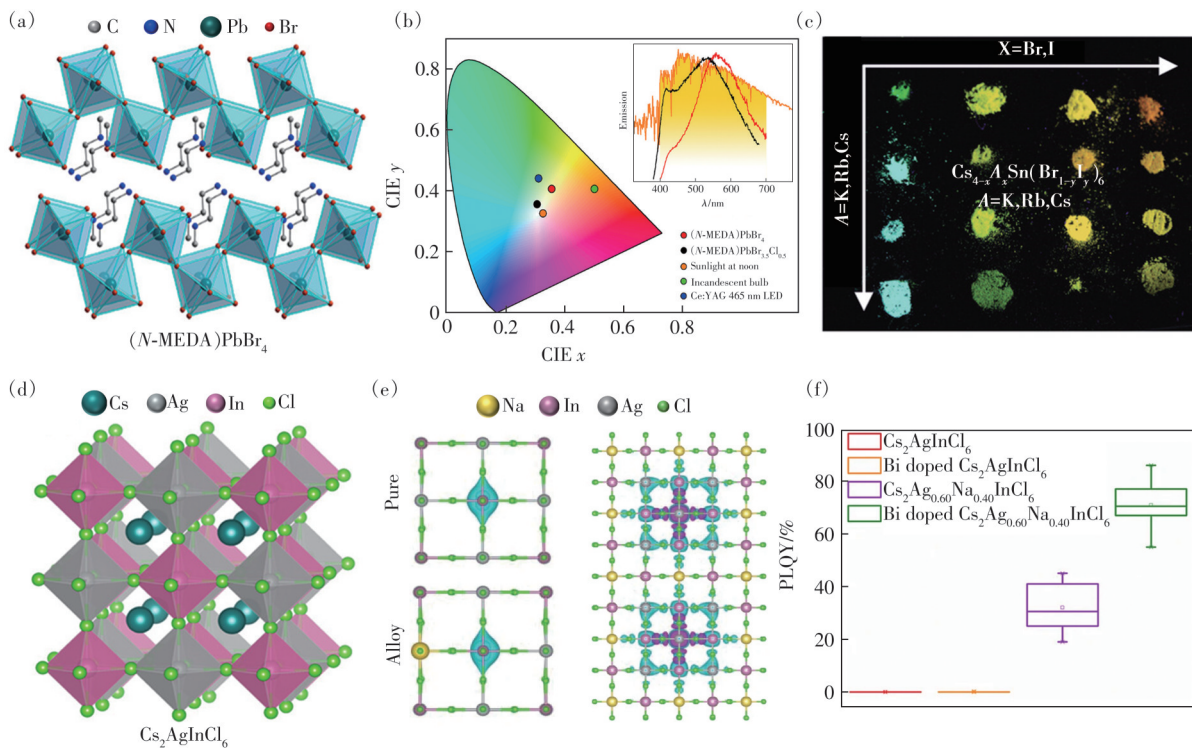 (a)
C N Pb Br
(N-MEDA)PbBr4
(b)
CIE y
0.8
0.6
0.4
0.2
0
0 0.2 0.4 0.6 0.8
CIE x
Emission
400 500 600 700
λ/nm
(N-MEDA)PbBr4
(N-MEDA)PbBr3.5Cl0.5
Sunlight at noon
Incandescent bulb
Ce:YAG 465 nm LED
(c)
X=Br,I
A=K,Rb,Cs
Cs4-xAxSn(Br1-yIy)6
A=K,Rb,Cs
(d)
Cs Ag In Cl
Cs2AgInCl6
(e)
Na In Ag Cl
Pure
Alloy
(f)
PLQY/%
100
80
60
40
20
0
Cs2AgInCl6
Bi doped Cs2AgInCl6
Cs2Ag0.60Na0.40InCl6
Bi doped Cs2Ag0.60Na0.40InCl6